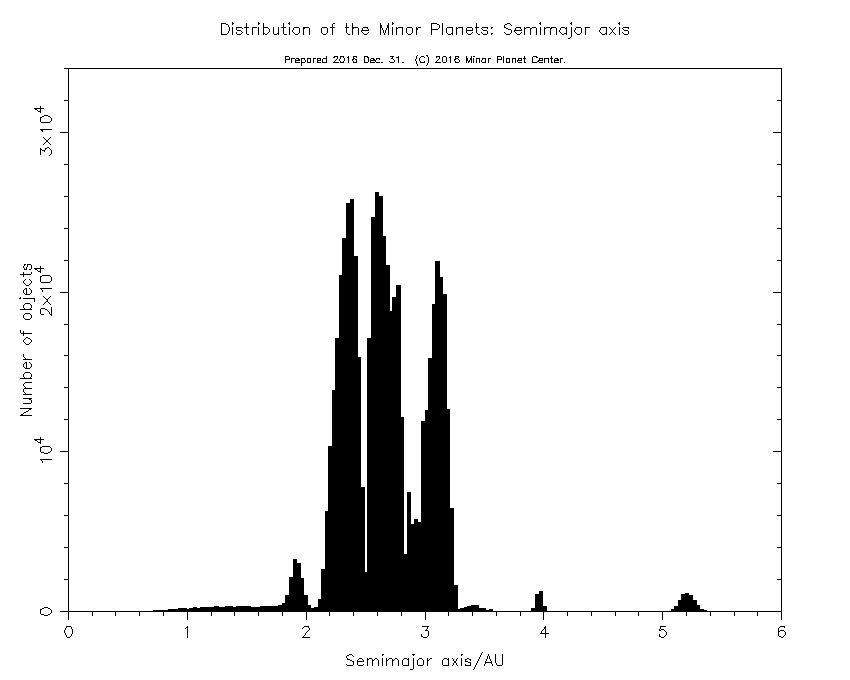 Distribution of the Minor Planets: Semimajor axis
Prepared 2016 Dec. 31. (C) 2016 Minor Planet Center.
3×10⁴
2×10⁴
10⁴
0
Number of objects
0 1 2 3 4 5 6
Semimajor axis/AU